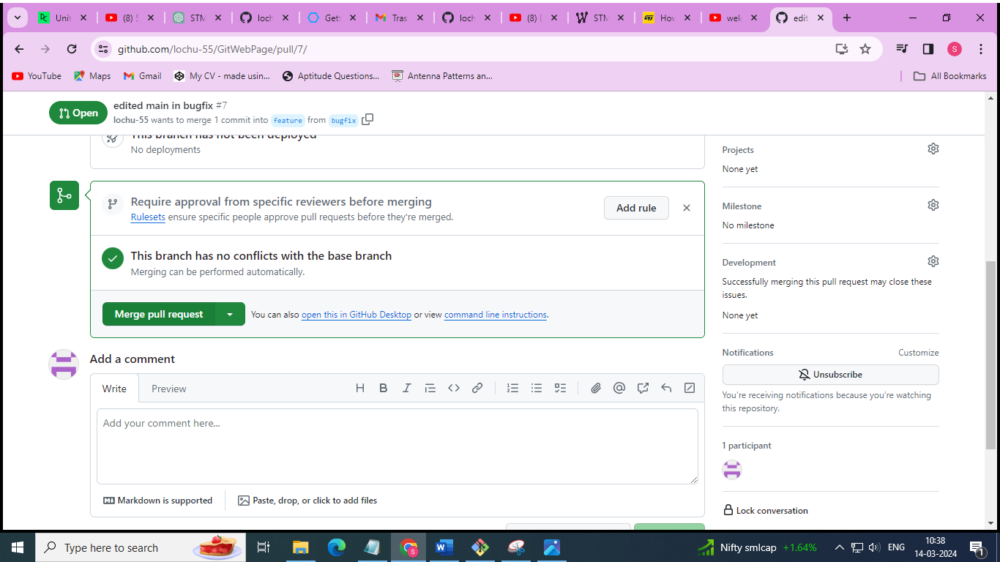 Unit
(8) 5
STM
loch
Gett
Tras
loch
(8) I
STM
How
welc
edit
github.com/lochu-55/GitWebPage/pull/7/
S
YouTube
Maps
Gmail
My CV - made usin...
Aptitude Questions...
Antenna Patterns an...
All Bookmarks
Open
edited main in bugfix #7
lochu-55 wants to merge 1 commit into feature from bugfix
This branch has not been deployed
No deployments
Require approval from specific reviewers before merging
Rulesets ensure specific people approve pull requests before they're merged.
Add rule
This branch has no conflicts with the base branch
Merging can be performed automatically.
Merge pull request
You can also open this in GitHub Desktop or view command line instructions.
Add a comment
Write
Preview
Add your comment here...
Markdown is supported
Paste, drop, or click to add files
Projects
None yet
Milestone
No milestone
Development
Successfully merging this pull request may close these
issues.
None yet
Notifications
Customize
Unsubscribe
You're receiving notifications because you're watching
this repository.
1 participant
Lock conversation
Type here to search
Nifty smlcap +1.64%
ENG
10:38
14-03-2024
1